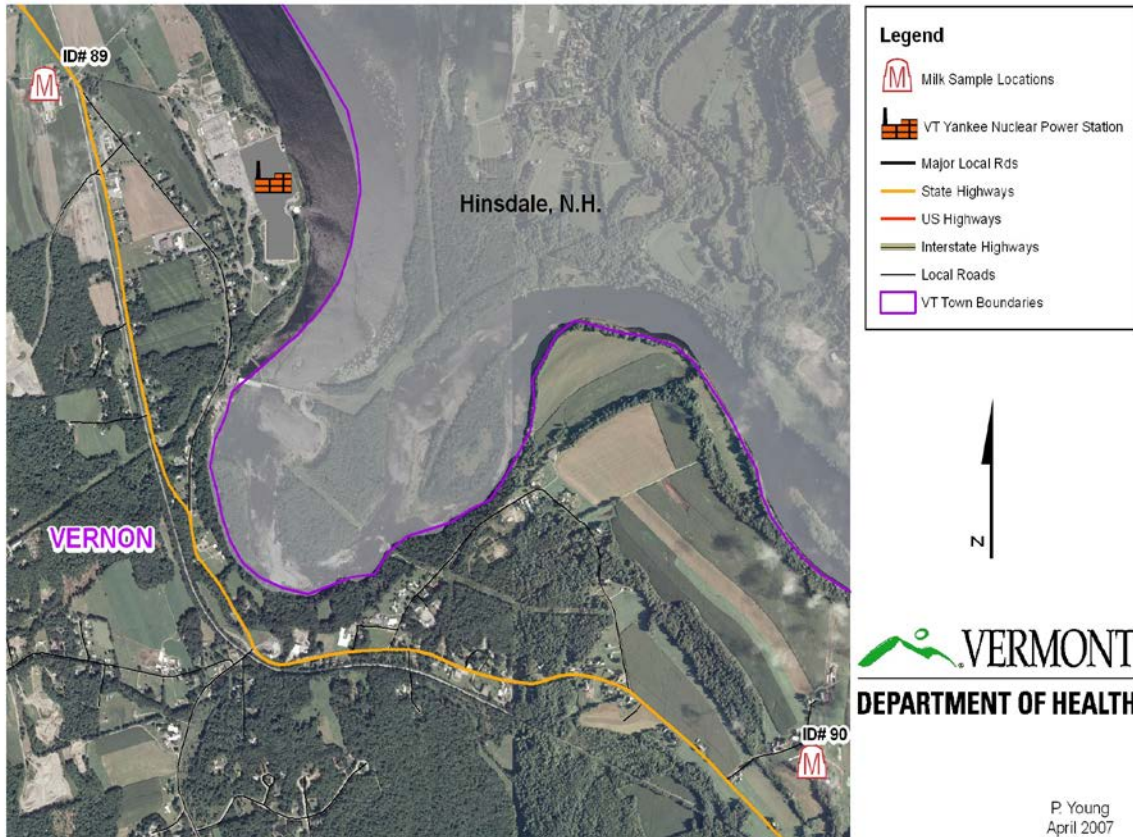 ID# 89
Hinsdale, N.H.
VERNON
ID# 90
Legend
M Milk Sample Locations
VT Yankee Nuclear Power Station
Major Local Rds
State Highways
US Highways
Interstate Highways
Local Roads
VT Town Boundaries
N
VERMONT
DEPARTMENT OF HEALTH
P. Young
April 2007
M
M